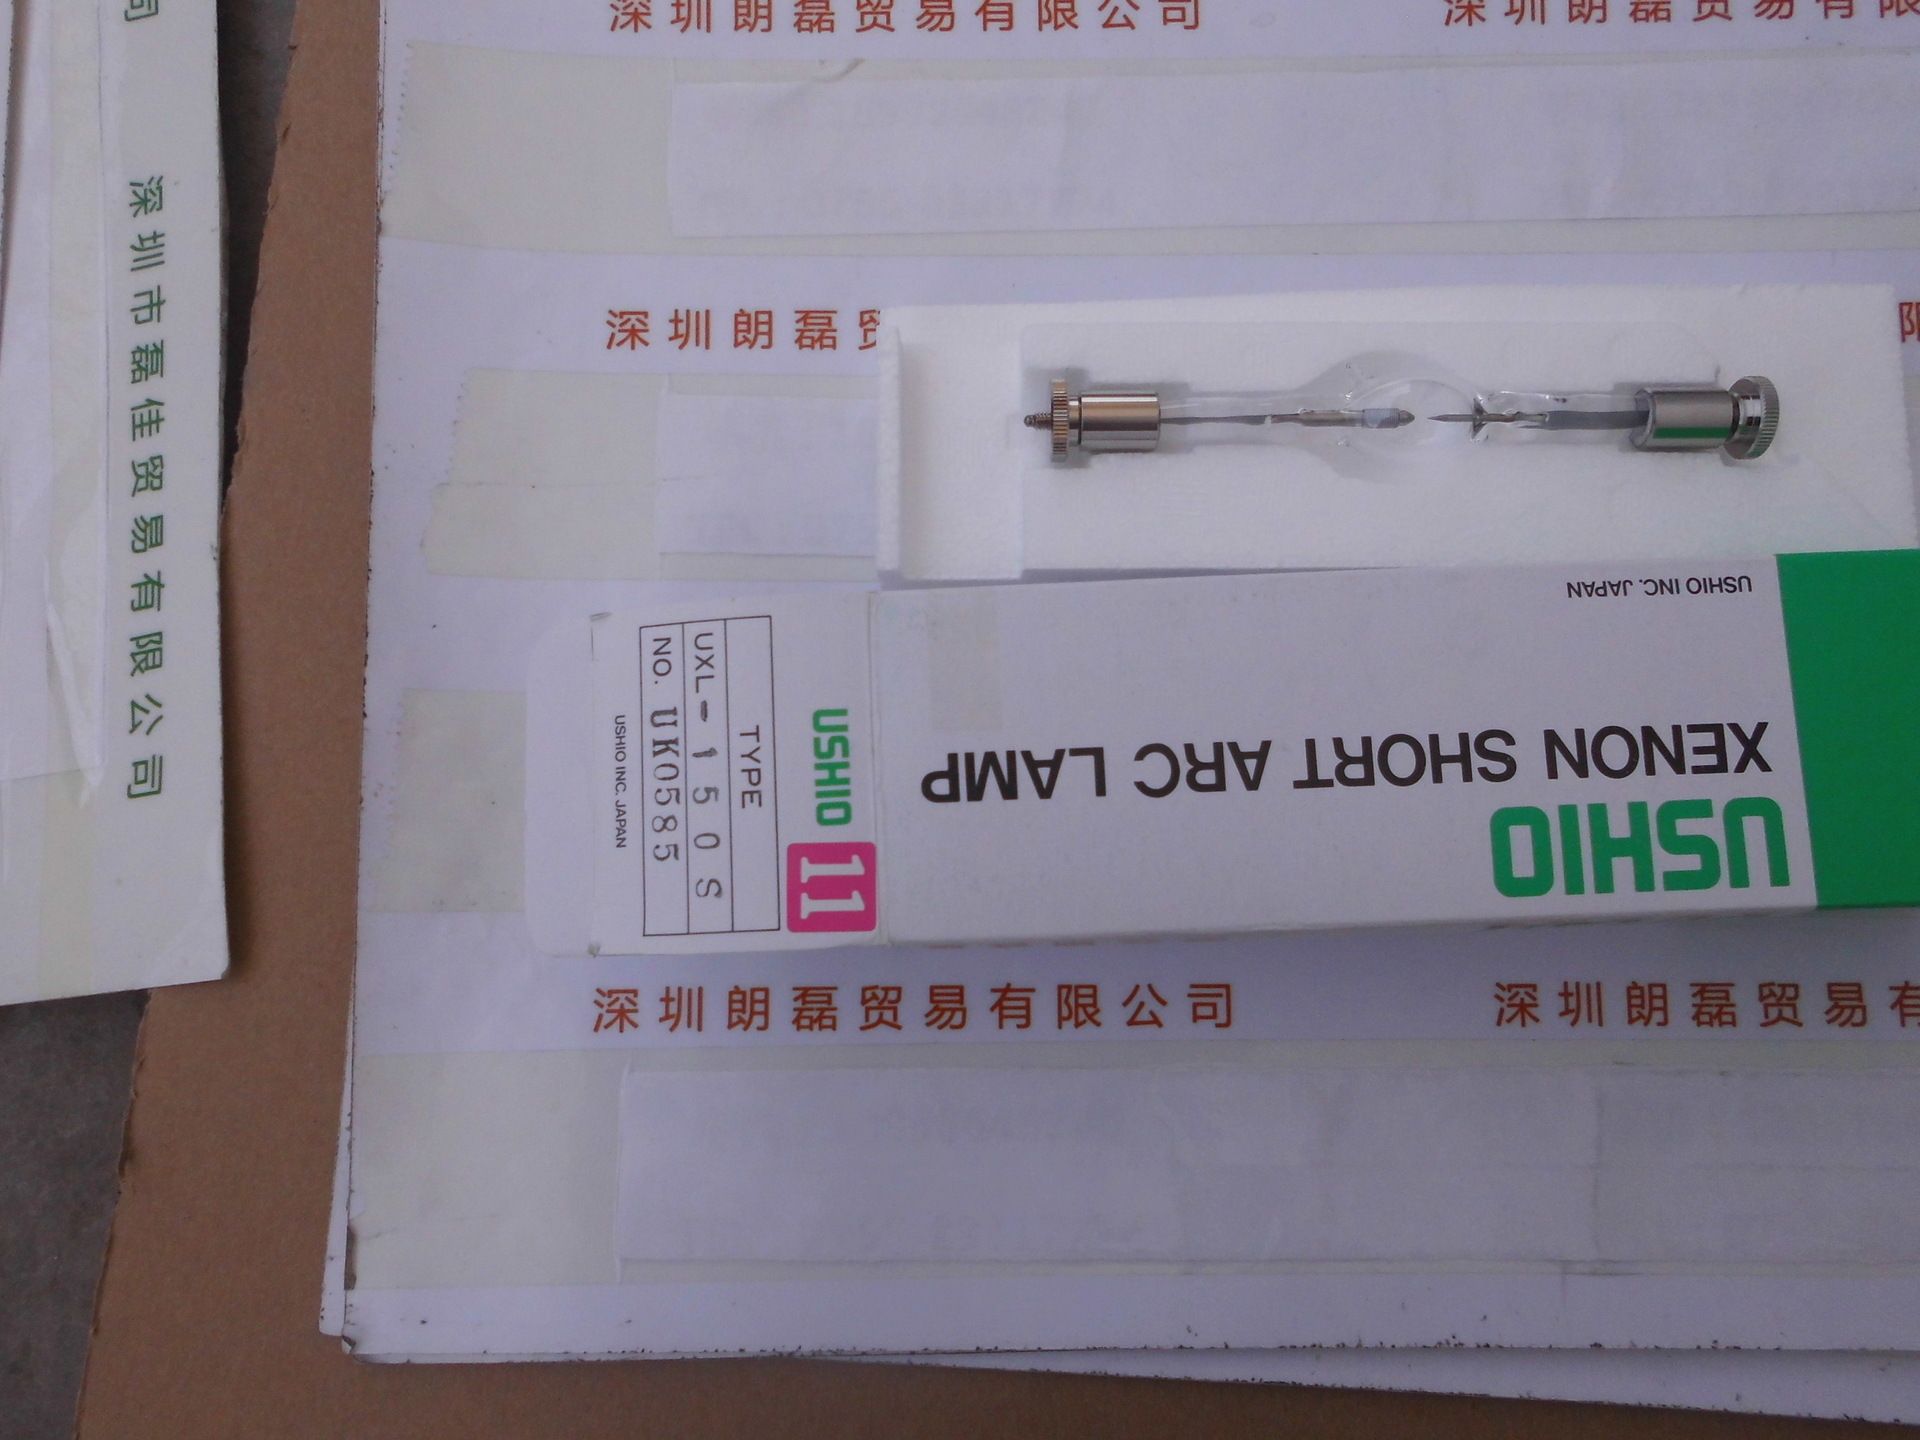 司
深圳市磊佳贸易有限公司
深圳朗磊贸易有限公司
深圳朗磊贸易有限
深圳朗磊贸
限
USHIO INC. JAPAN
XENON SHORT ARC LAMP
USHIO
USHIO
11
TYPE
UXL-150S
NO. UK0585
USHIO INC. JAPAN
深圳朗磊贸易有限公司
深圳朗磊贸易有